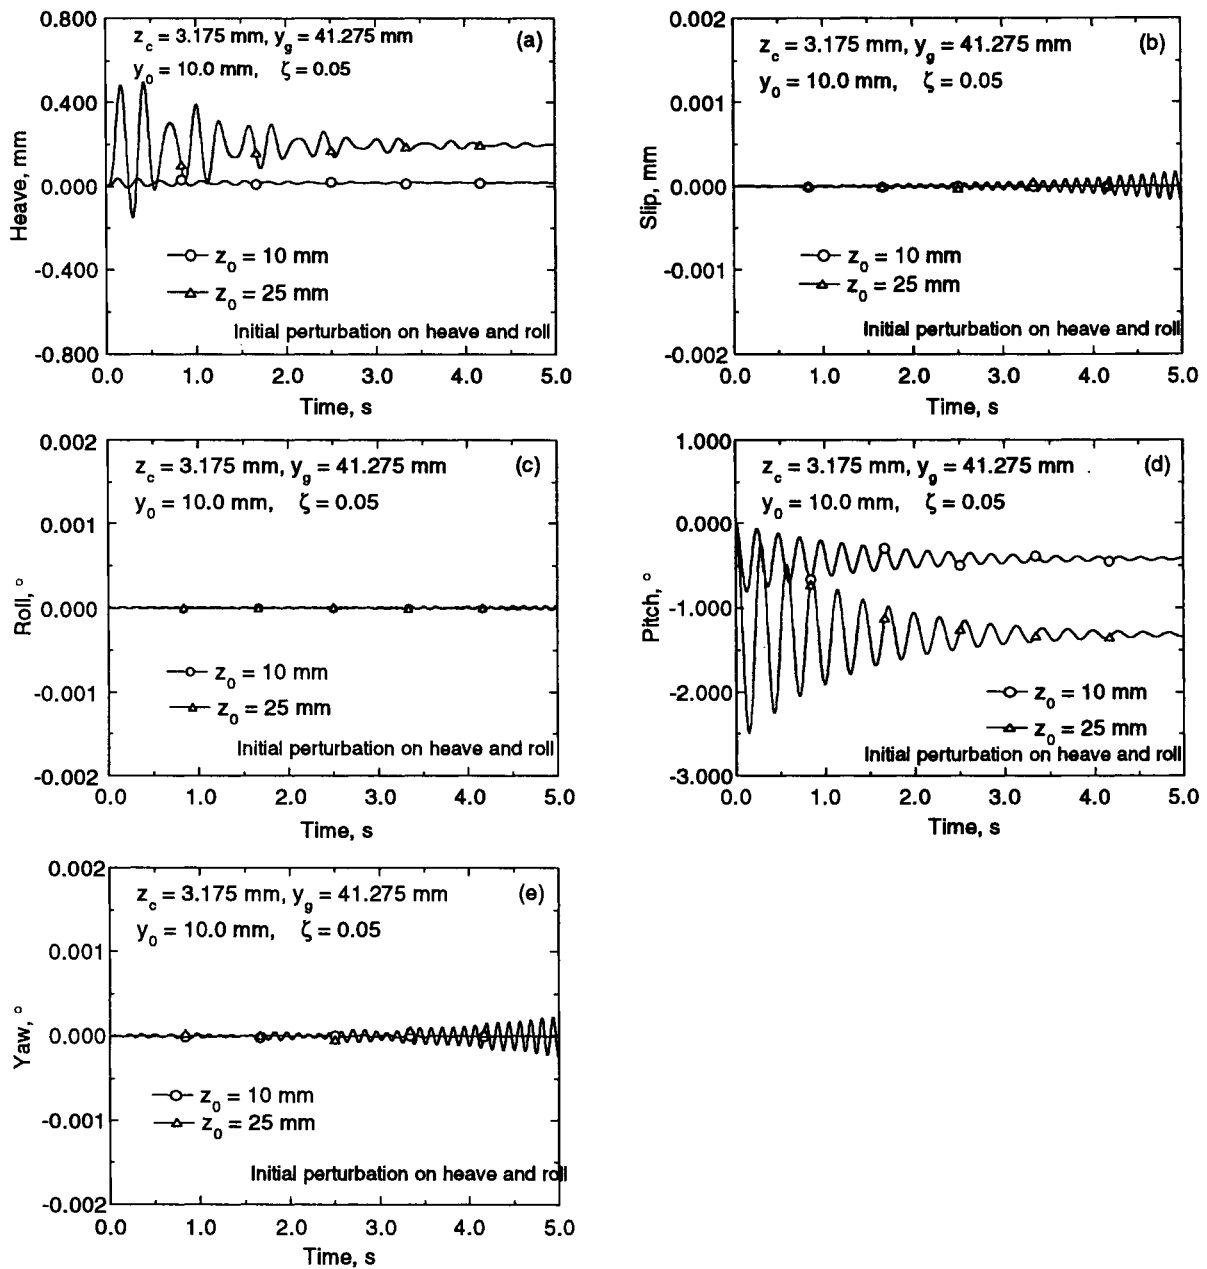 (a)
z_c = 3.175 mm, y_g = 41.275 mm
y_0 = 10.0 mm, ζ = 0.05
0.800
0.400
0.000
-0.400
-0.800
Heave, mm
z_0 = 10 mm
z_0 = 25 mm
Initial perturbation on heave and roll
0.0 1.0 2.0 3.0 4.0 5.0
Time, s
(b)
z_c = 3.175 mm, y_g = 41.275 mm
y_0 = 10.0 mm, ζ = 0.05
0.002
0.001
0.000
-0.001
-0.002
Slip, mm
z_0 = 10 mm
z_0 = 25 mm
Initial perturbation on heave and roll
0.0 1.0 2.0 3.0 4.0 5.0
Time, s
(c)
z_c = 3.175 mm, y_g = 41.275 mm
y_0 = 10.0 mm, ζ = 0.05
0.002
0.001
0.000
-0.001
-0.002
Roll, °
z_0 = 10 mm
z_0 = 25 mm
Initial perturbation on heave and roll
0.0 1.0 2.0 3.0 4.0 5.0
Time, s
(d)
z_c = 3.175 mm, y_g = 41.275 mm
y_0 = 10.0 mm, ζ = 0.05
1.000
0.000
-1.000
-2.000
-3.000
Pitch, °
z_0 = 10 mm
z_0 = 25 mm
Initial perturbation on heave and roll
0.0 1.0 2.0 3.0 4.0 5.0
Time, s
(e)
z_c = 3.175 mm, y_g = 41.275 mm
y_0 = 10.0 mm, ζ = 0.05
0.002
0.001
0.000
-0.001
-0.002
Yaw, °
z_0 = 10 mm
z_0 = 25 mm
Initial perturbation on heave and roll
0.0 1.0 2.0 3.0 4.0 5.0
Time, s